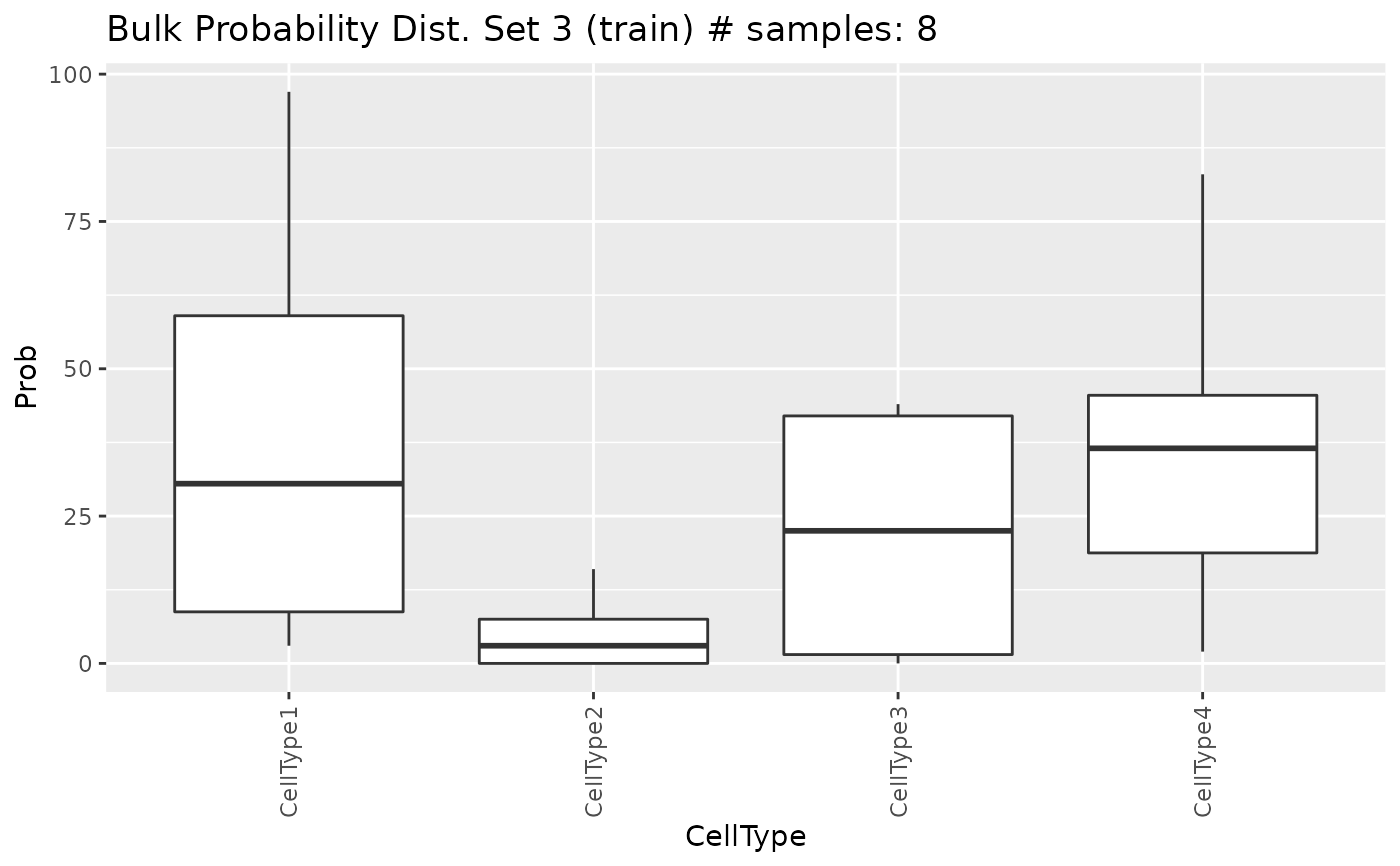 Bulk Probability Dist. Set 3 (train) # samples: 8
100
75
50
25
0
Prob
CellType1
CellType2
CellType3
CellType4
CellType